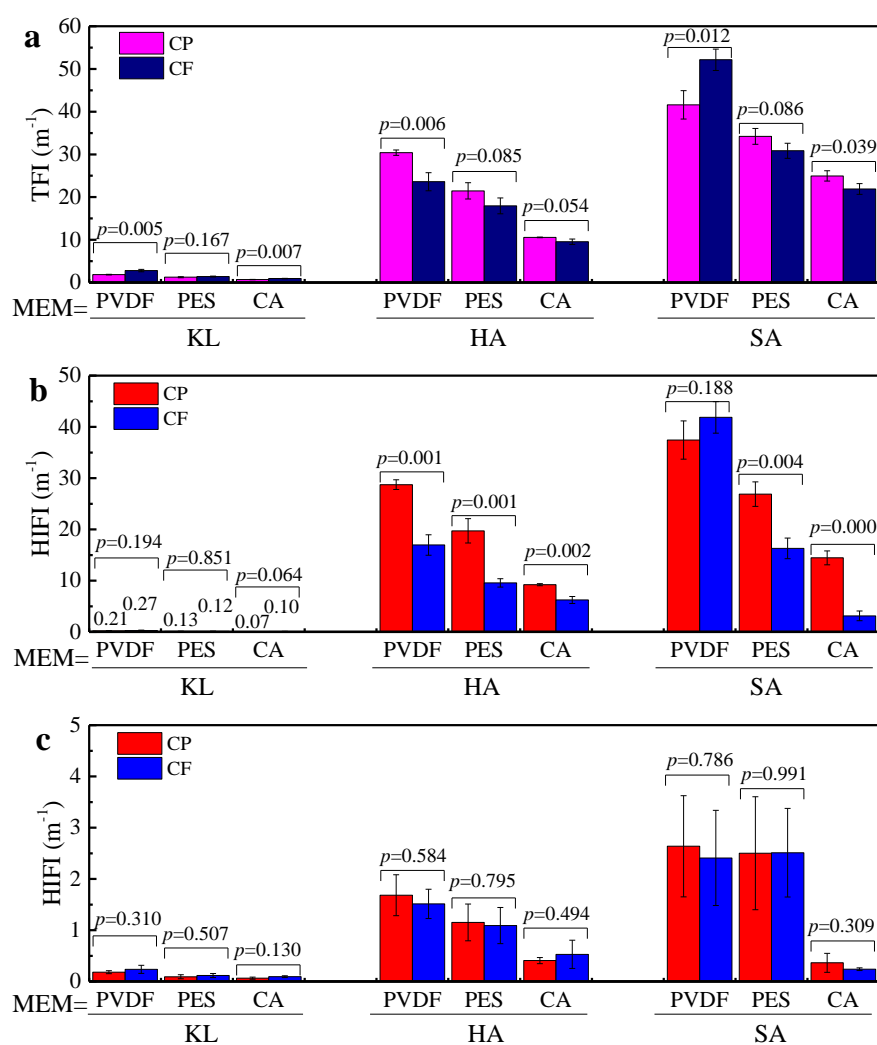 a
CP
CF
TFI (m⁻¹)
60
50
40
30
20
10
0
p=0.005
p=0.167
p=0.007
p=0.006
p=0.085
p=0.054
p=0.012
p=0.086
p=0.039
MEM= PVDF PES CA PVDF PES CA PVDF PES CA
KL HA SA
b
CP
CF
HIFI (m⁻¹)
50
40
30
20
10
0
p=0.194
p=0.851
p=0.064
0.21 0.27 0.13 0.12 0.07 0.10
p=0.001
p=0.001
p=0.002
p=0.188
p=0.004
p=0.000
MEM= PVDF PES CA PVDF PES CA PVDF PES CA
KL HA SA
c
CP
CF
HIFI (m⁻¹)
5
4
3
2
1
0
p=0.310
p=0.507
p=0.130
p=0.584
p=0.795
p=0.494
p=0.786
p=0.991
p=0.309
MEM= PVDF PES CA PVDF PES CA PVDF PES CA
KL HA SA